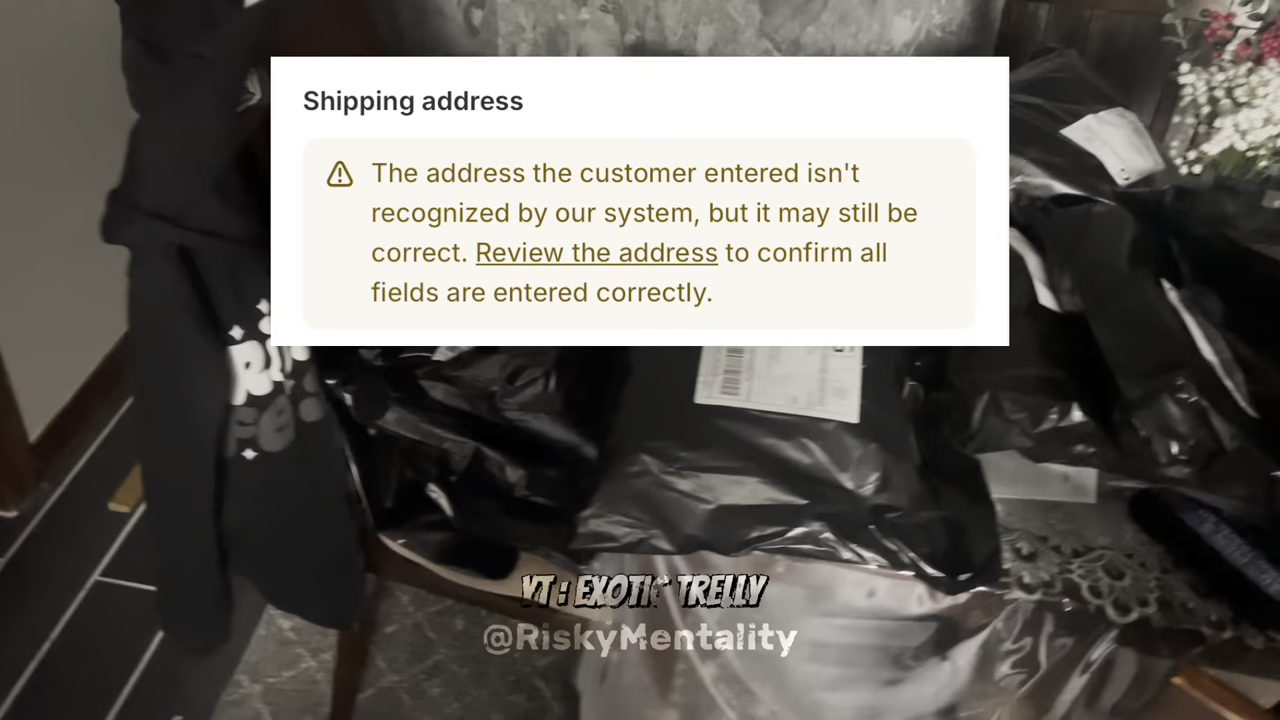 Shipping address
The address the customer entered isn't
recognized by our system, but it may still be
correct. Review the address to confirm all
fields are entered correctly.
YT : EXOTIC TRELLY
@RiskyMentality